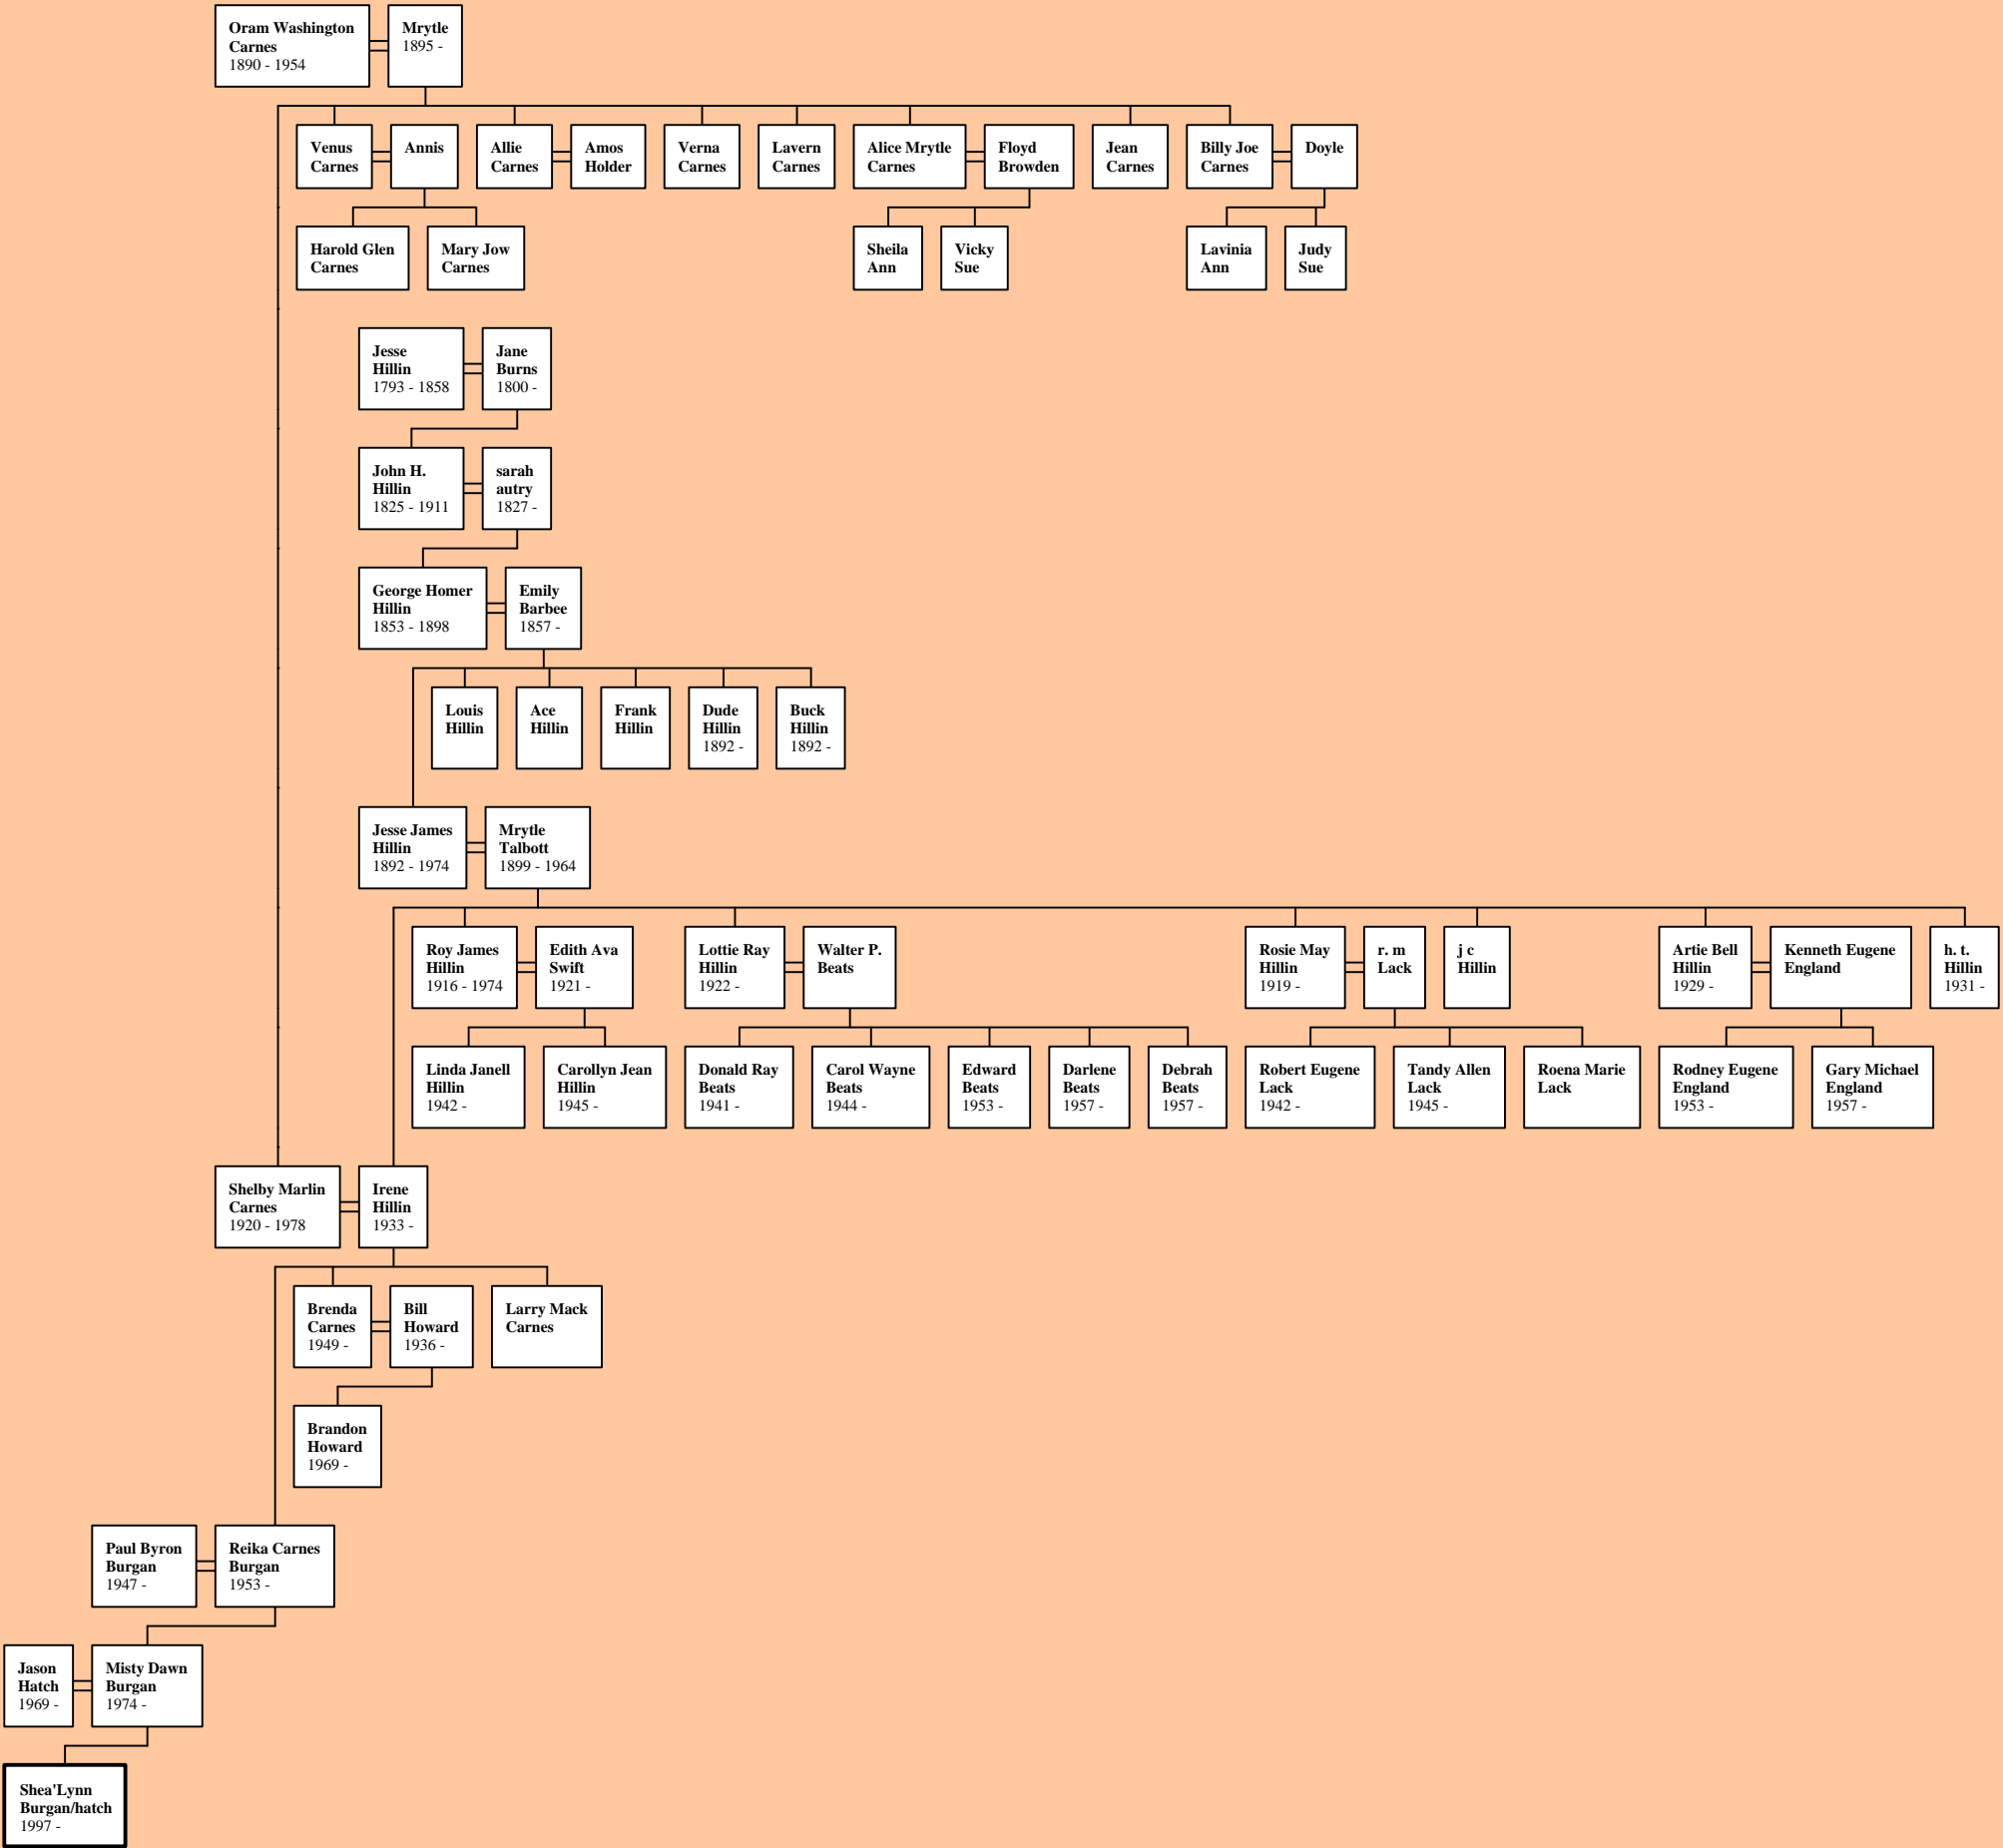 Oram Washington
Carnes
1890 - 1954
Mrytle
1895 -
Venus
Carnes
Annis
Allie
Carnes
Amos
Holder
Verna
Carnes
Lavern
Carnes
Alice Mrytle
Carnes
Floyd
Browden
Jean
Carnes
Billy Joe
Carnes
Doyle
Harold Glen
Carnes
Mary Jow
Carnes
Sheila
Ann
Vicky
Sue
Lavinia
Ann
Judy
Sue
Jesse
Hillin
1793 - 1858
Jane
Burns
1800 -
John H.
Hillin
1825 - 1911
sarah
autry
1827 -
George Homer
Hillin
1853 - 1898
Emily
Barbee
1857 -
Louis
Hillin
Ace
Hillin
Frank
Hillin
Dude
Hillin
1892 -
Buck
Hillin
1892 -
Jesse James
Hillin
1892 - 1974
Mrytle
Talbott
1899 - 1964
Roy James
Hillin
1916 - 1974
Edith Ava
Swift
1921 -
Lottie Ray
Hillin
1922 -
Walter P.
Beats
Rosie May
Hillin
1919 -
r. m
Lack
j c
Hillin
Artie Bell
Hillin
1929 -
Kenneth Eugene
England
h. t.
Hillin
1931 -
Linda Janell
Hillin
1942 -
Carollyn Jean
Hillin
1945 -
Donald Ray
Beats
1941 -
Carol Wayne
Beats
1944 -
Edward
Beats
1953 -
Darlene
Beats
1957 -
Debrah
Beats
1957 -
Robert Eugene
Lack
1942 -
Tandy Allen
Lack
1945 -
Roena Marie
Lack
Rodney Eugene
England
1953 -
Gary Michael
England
1957 -
Shelby Marlin
Carnes
1920 - 1978
Irene
Hillin
1933 -
Brenda
Carnes
1949 -
Bill
Howard
1936 -
Larry Mack
Carnes
Brandon
Howard
1969 -
Paul Byron
Burgan
1947 -
Reika Carnes
Burgan
1953 -
Jason
Hatch
1969 -
Misty Dawn
Burgan
1974 -
Shea'Lynn
Burgan/hatch
1997 -